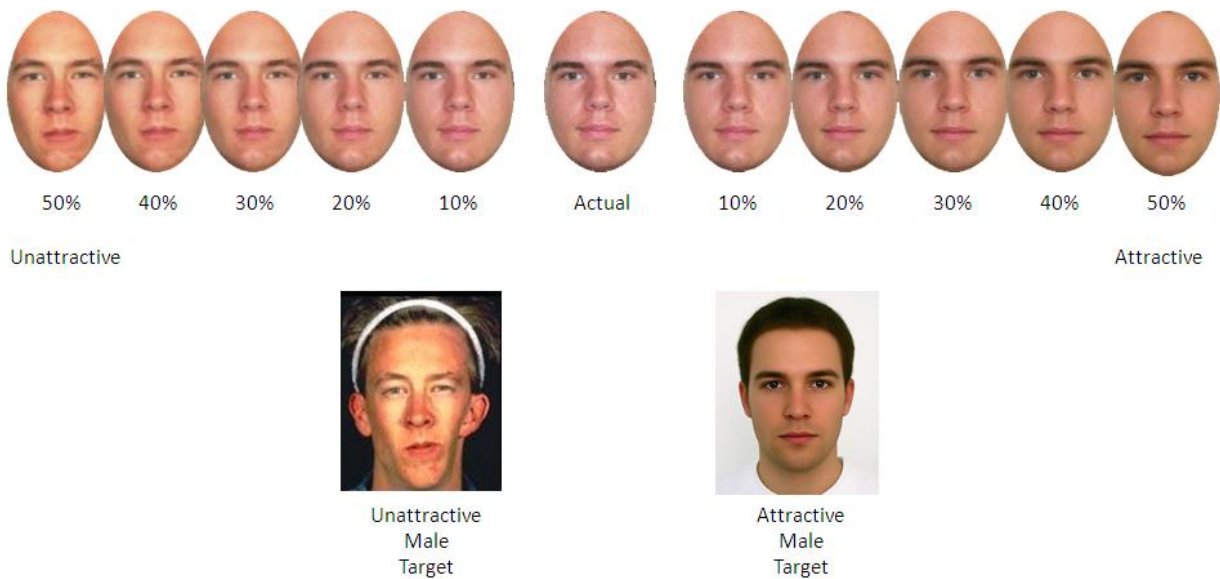 50% 40% 30% 20% 10% Actual 10% 20% 30% 40% 50%
Unattractive Attractive
Unattractive Attractive
Male Male
Target Target